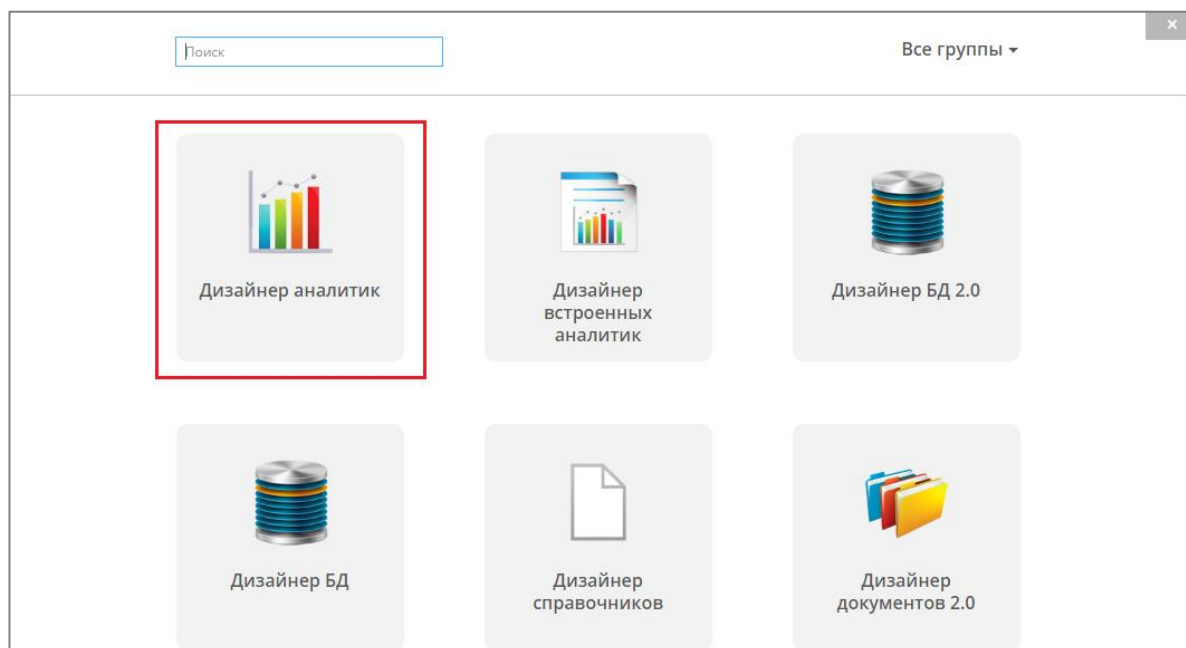 Поиск
Все группы
Дизайнер аналитик
Дизайнер
встроенных
аналитик
Дизайнер БД 2.0
Дизайнер БД
Дизайнер
справочников
Дизайнер
документов 2.0